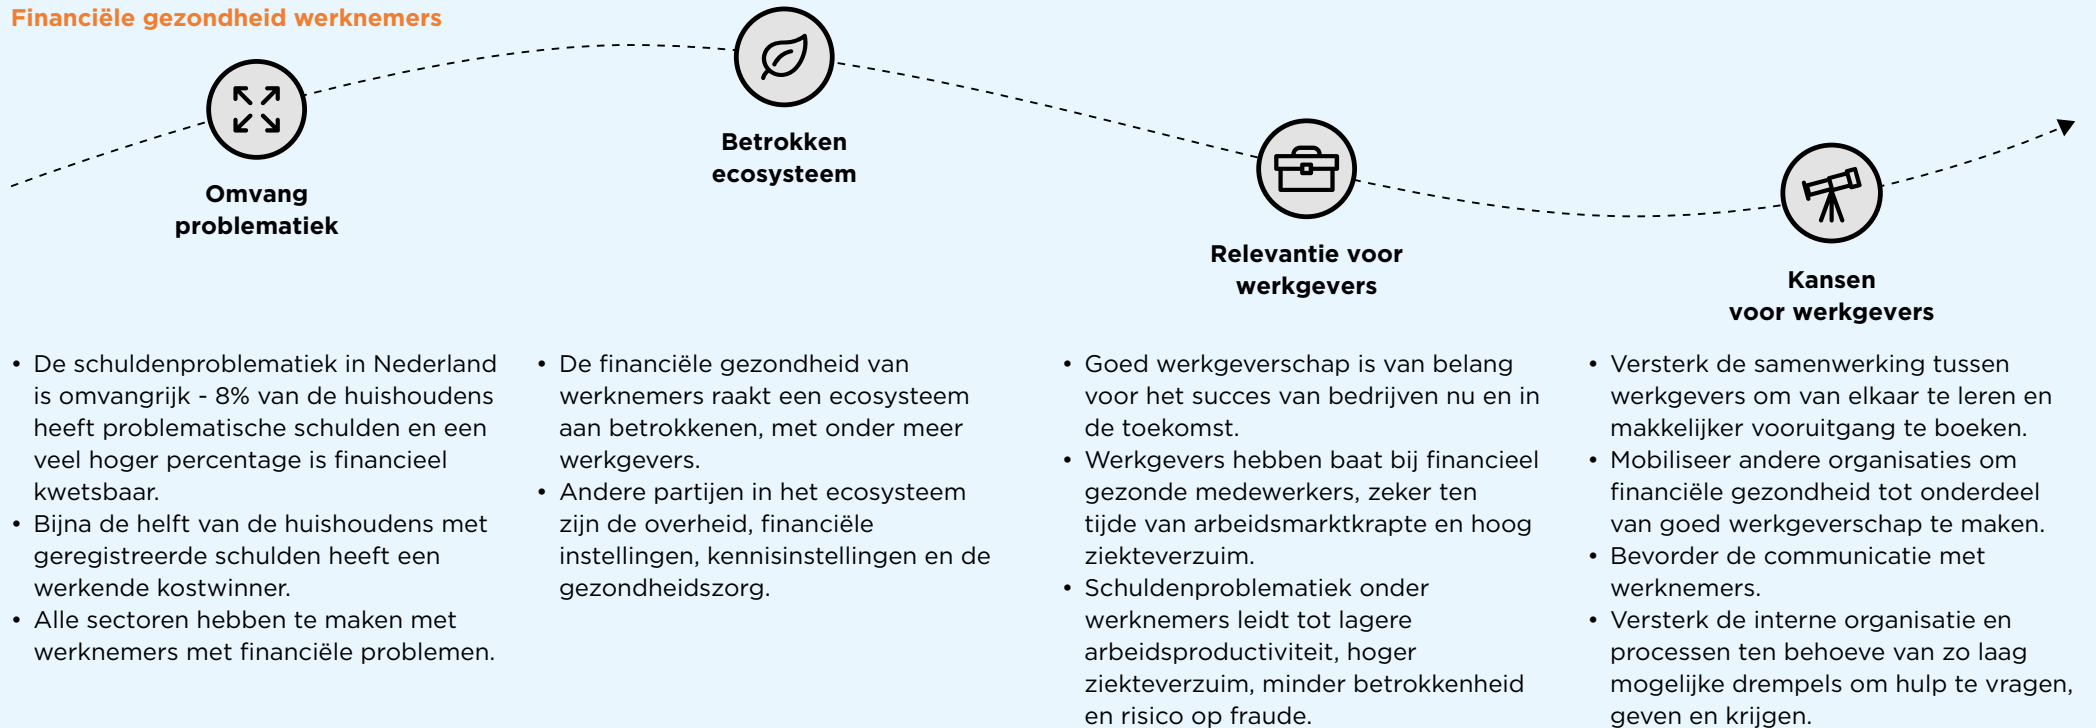 Financiële gezondheid werknemers
Omvang
problematiek
• De schuldenproblematiek in Nederland
is omvangrijk - 8% van de huishoudens
heeft problematische schulden en een
veel hoger percentage is financieel
kwetsbaar.
• Bijna de helft van de huishoudens met
geregistreerde schulden heeft een
werkende kostwinner.
• Alle sectoren hebben te maken met
werknemers met financiële problemen.
Betrokken
ecosysteem
• De financiële gezondheid van
werknemers raakt een ecosysteem
aan betrokkenen, met onder meer
werkgevers.
• Andere partijen in het ecosysteem
zijn de overheid, financiële
instellingen, kennisinstellingen en de
gezondheidszorg.
Relevantie voor
werkgevers
• Goed werkgeverschap is van belang
voor het succes van bedrijven nu en in
de toekomst.
• Werkgevers hebben baat bij financieel
gezonde medewerkers, zeker ten
tijde van arbeidsmarktkrapte en hoog
ziekteverzuim.
• Schuldenproblematiek onder
werknemers leidt tot lagere
arbeidsproductiviteit, hoger
ziekteverzuim, minder betrokkenheid
en risico op fraude.
Kansen
voor werkgevers
• Versterk de samenwerking tussen
werkgevers om van elkaar te leren en
makkelijker vooruitgang te boeken.
• Mobiliseer andere organisaties om
financiële gezondheid tot onderdeel
van goed werkgeverschap te maken.
• Bevorder de communicatie met
werknemers.
• Versterk de interne organisatie en
processen ten behoeve van zo laag
mogelijke drempels om hulp te vragen,
geven en krijgen.